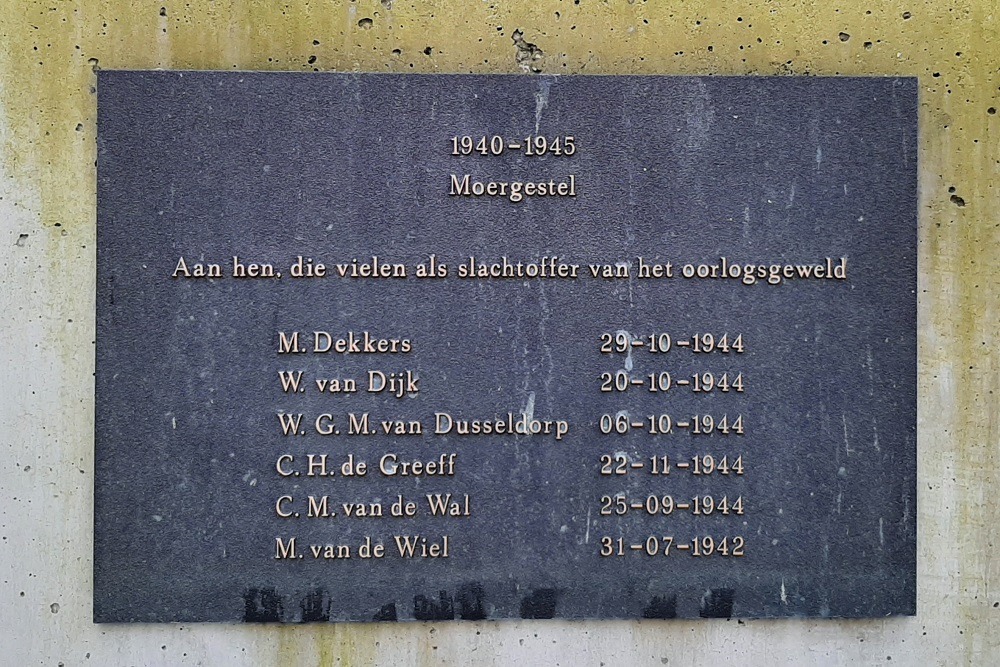 1940-1945
Moergestel
Aan hen, die vielen als slachtoffer van het oorlogsgeweld
M. Dekkers 29-10-1944
W. van Dijk 20-10-1944
W. G. M. van Dusseldorp 06-10-1944
C. H. de Greeff 22-11-1944
C. M. van de Wal 25-09-1944
M. van de Wiel 31-07-1942